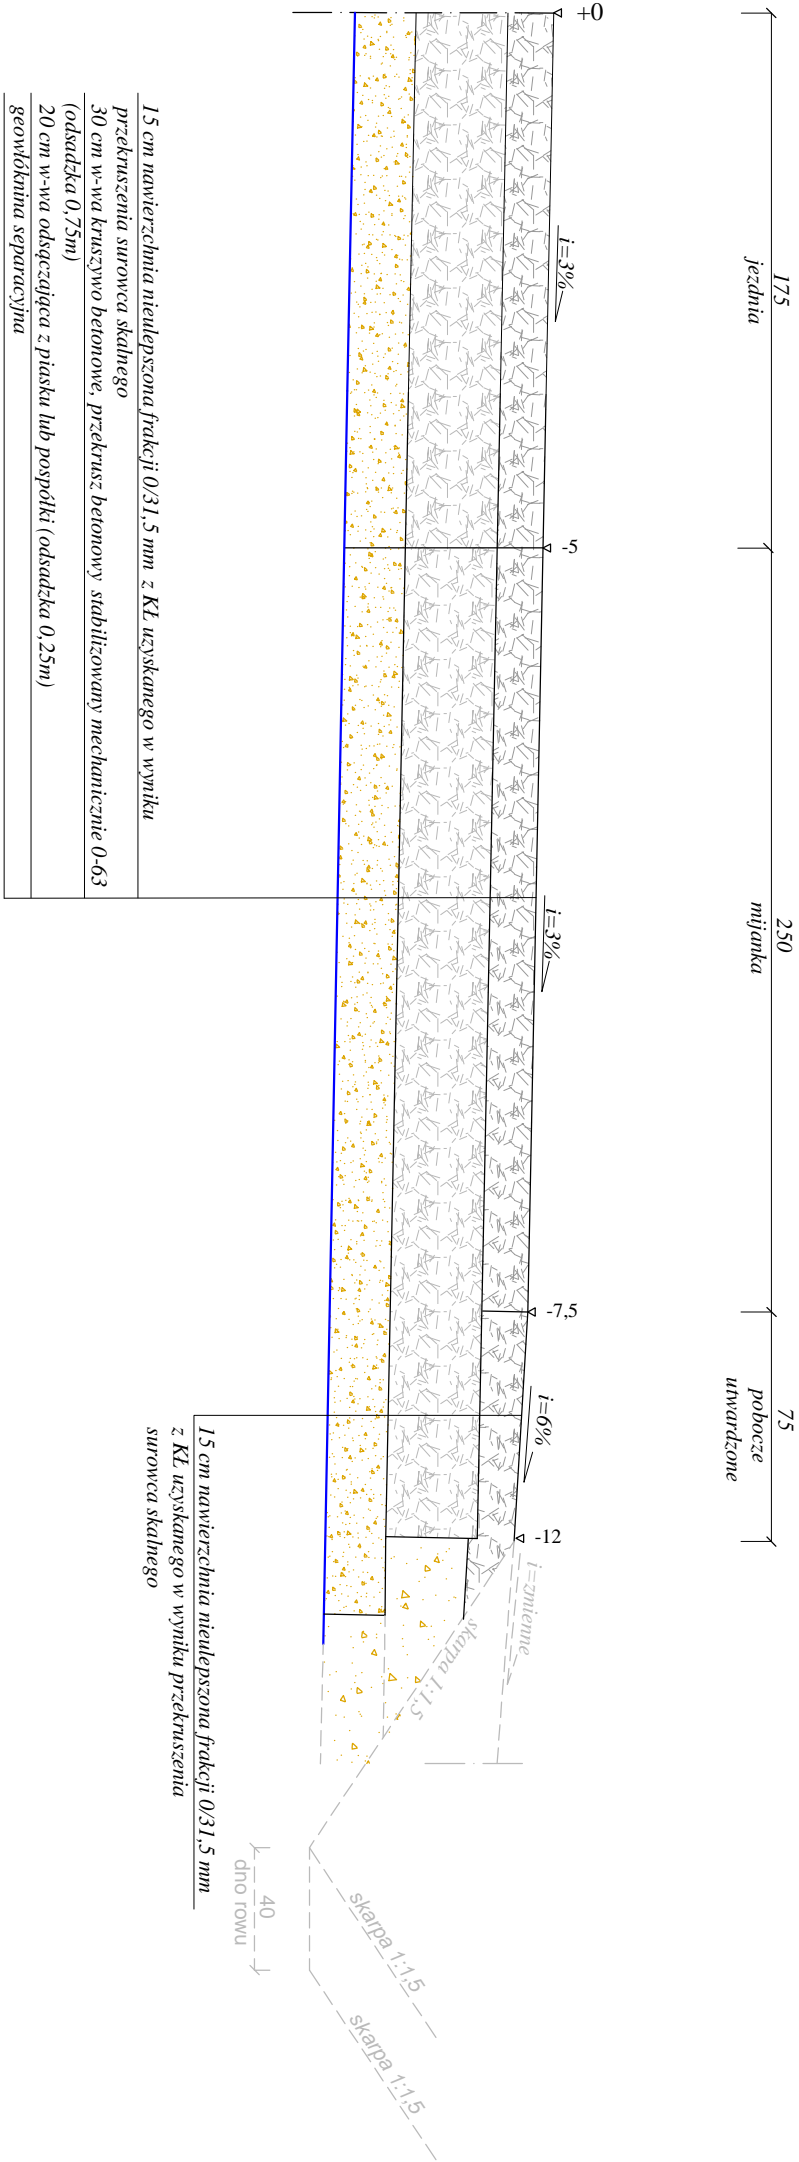 175
jezdnia
250
mijanka
75
pobocze
utwardzone
+0
i=3%
-5
i=3%
-7,5
i=6%
-12
i=zmienne
skarpa 1:1,5
15 cm nawierzchnia nieulepszona frakcji 0/31,5 mm z KŁ uzyskanego w wyniku
przekruszenia surowca skalnego
30 cm w-wa kruszywo betonowe, przekrusz betonowy stabilizowany mechanicznie 0-63
(odsadzka 0,75m)
20 cm w-wa odsączająca z piasku lub pospółki (odsadzka 0,25m)
geowłóknina separacyjna
15 cm nawierzchnia nieulepszona frakcji 0/31,5 mm
z KŁ uzyskanego w wyniku przekruszenia
surowca skalnego
40
dno rowu
skarpa 1:1,5
skarpa 1:1,5